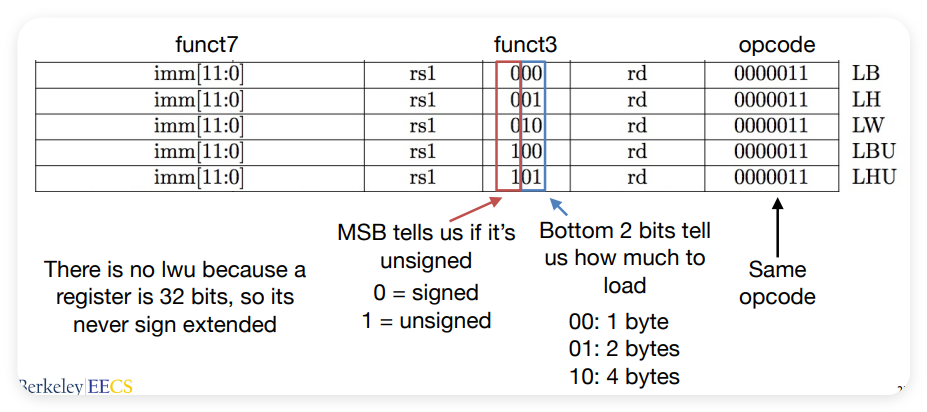 funct7 funct3 opcode
imm[11:0] rs1 000 rd 0000011 LB
imm[11:0] rs1 001 rd 0000011 LH
imm[11:0] rs1 010 rd 0000011 LW
imm[11:0] rs1 100 rd 0000011 LBU
imm[11:0] rs1 101 rd 0000011 LHU
There is no lwu because a
register is 32 bits, so its
never sign extended
MSB tells us if it's
unsigned
0 = signed
1 = unsigned
Bottom 2 bits tell
us how much to
load
00: 1 byte
01: 2 bytes
10: 4 bytes
Same
opcode
Berkeley EECS